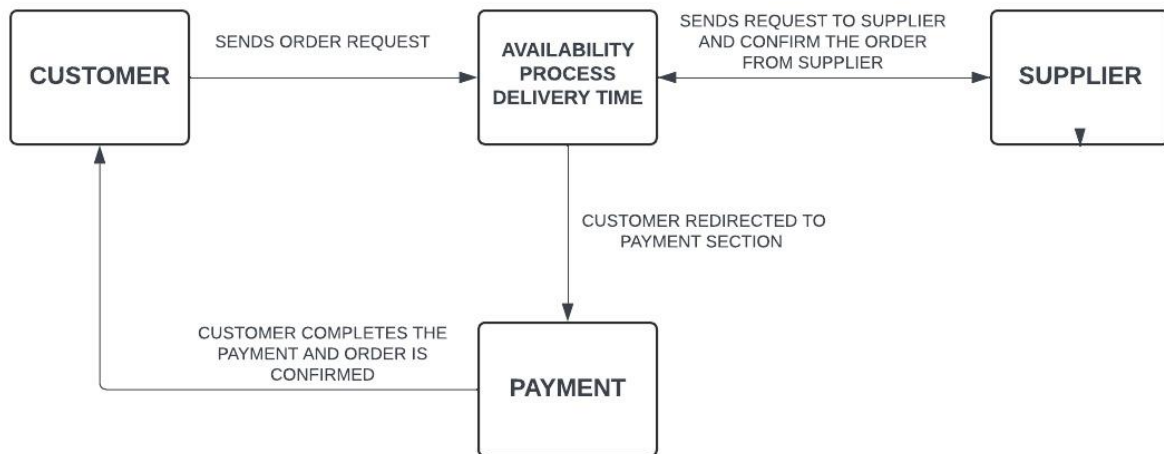 CUSTOMER
SENDS ORDER REQUEST
AVAILABILITY
PROCESS
DELIVERY TIME
SENDS REQUEST TO SUPPLIER
AND CONFIRM THE ORDER
FROM SUPPLIER
SUPPLIER
CUSTOMER REDIRECTED TO
PAYMENT SECTION
CUSTOMER COMPLETES THE
PAYMENT AND ORDER IS
CONFIRMED
PAYMENT